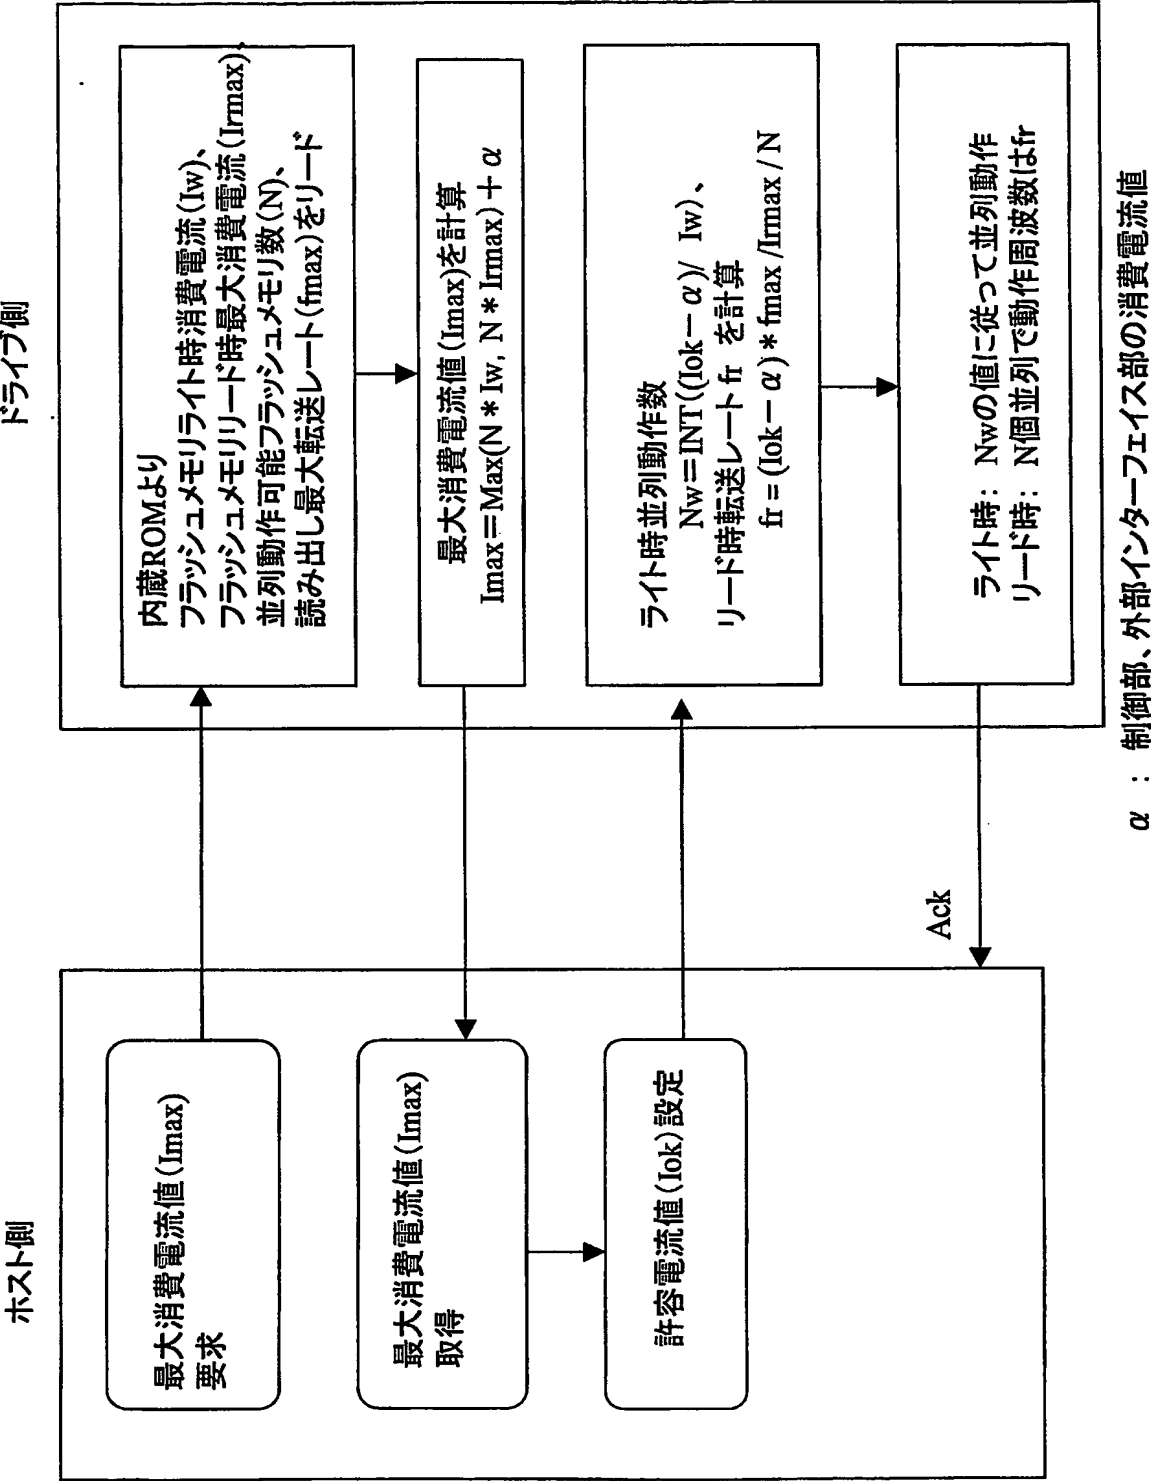 ホスト側
最大消費電流値(Imax)
要求
最大消費電流値(Imax)
取得
許容電流値(Iok)設定
Ack
ドライブ側
内蔵ROMより
フラッシュメモリライト時消費電流(Iw)、
フラッシュメモリリード時最大消費電流(Irmax)、
並列動作可能フラッシュメモリ数(N)、
読み出し最大転送レート(fmax)をリード
最大消費電流値(Imax)を計算
Imax=Max(N*Iw, N*Irmax)+α
ライト時並列動作数
Nw=INT((Iok-α)/ Iw)、
リード時転送レートfr を計算
fr=(Iok-α)*fmax/Irmax/N
ライト時: Nwの値に従って並列動作
リード時: N個並列で動作周波数はfr
α : 制御部、外部インターフェイス部の消費電流値